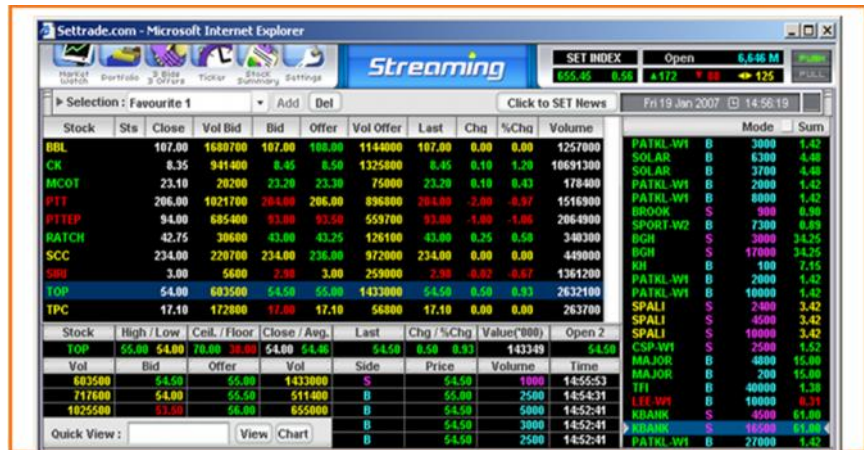 Settrade.com - Microsoft Internet Explorer
Market Watch Portfolio 3 Bids 3 Offers Ticker Stock Summary Settings
Streaming
SET INDEX Open 6,646 M PUSH
655.45 0.56 ▲172 ▼ 88 125 PULL
Selection : Favourite 1 Add Del Click to SET News Fri 19 Jan 2007 14:56:19
Stock Sts Close Vol Bid Bid Offer Vol Offer Last Chg %Chg Volume
BBL 107.00 1680700 107.00 108.00 1144000 107.00 0.00 0.00 1257000
CK 8.35 941400 8.45 8.50 1325800 8.45 0.10 1.20 10691300
MCOT 23.10 20200 23.20 23.30 75000 23.20 0.10 0.43 178400
PTT 206.00 1021700 204.00 206.00 896800 204.00 -2.00 -0.97 1516900
PTTEP 94.00 685400 93.00 93.50 559700 93.00 -1.00 -1.06 2064900
RATCH 42.75 30600 43.00 43.25 126100 43.00 0.25 0.58 340300
SCC 234.00 220700 234.00 236.00 972000 234.00 0.00 0.00 449000
SIRI 3.00 5600 2.98 3.00 259000 2.98 -0.02 -0.67 1361200
TOP 54.00 603500 54.50 55.00 1433000 54.50 0.50 0.93 2632100
TPC 17.10 172800 17.00 17.10 56800 17.10 0.00 0.00 263700
Stock High / Low Ceil. / Floor Close / Avg. Last Chg / %Chg Value('000) Open 2
TOP 55.00 54.00 70.00 38.00 54.00 54.46 54.50 0.50 0.93 143349 54.50
Vol Bid Offer Vol Side Price Volume Time
603500 54.50 55.00 1433000 S 54.50 1000 14:55:53
717600 54.00 55.50 511400 B 55.00 2500 14:54:31
1025500 53.50 56.00 655000 B 54.50 5000 14:52:41
B 54.50 3000 14:52:41
Quick View : View Chart B 54.50 2500 14:52:41
Mode Sum
PATKL-W1 B 3000 1.42
SOLAR B 6300 4.48
SOLAR B 3700 4.48
PATKL-W1 B 2000 1.42
PATKL-W1 B 8000 1.42
BROOK S 900 0.90
SPORT-W2 B 7300 0.89
BGH S 3000 34.25
BGH S 17000 34.25
KH B 100 7.15
PATKL-W1 B 2000 1.42
PATKL-W1 B 10000 1.42
SPALI S 2400 3.42
SPALI S 4500 3.42
SPALI S 10000 3.42
CSP-W1 S 2500 1.52
MAJOR B 4800 15.00
MAJOR B 200 15.00
TFI B 40000 1.38
LEE-W1 B 10000 0.31
KBANK S 4500 61.00
KBANK S 16500 61.00
PATKL-W1 B 27000 1.42